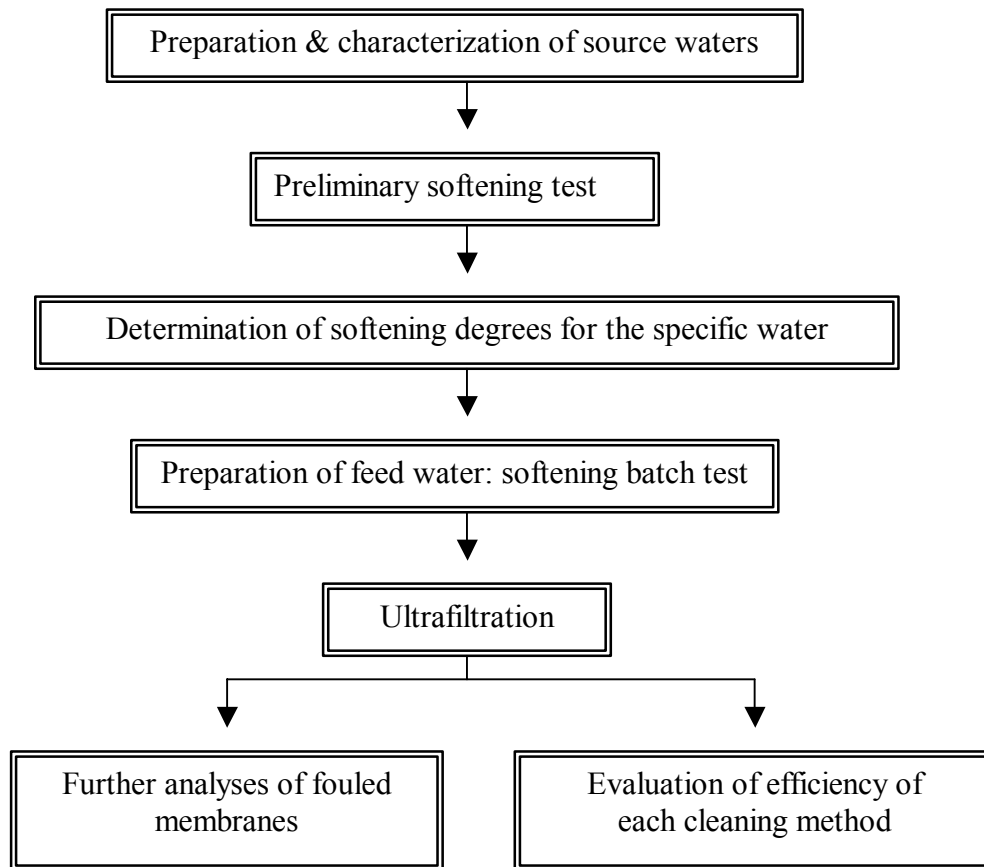 Preparation & characterization of source waters
Preliminary softening test
Determination of softening degrees for the specific water
Preparation of feed water: softening batch test
Ultrafiltration
Further analyses of fouled
membranes
Evaluation of efficiency of
each cleaning method